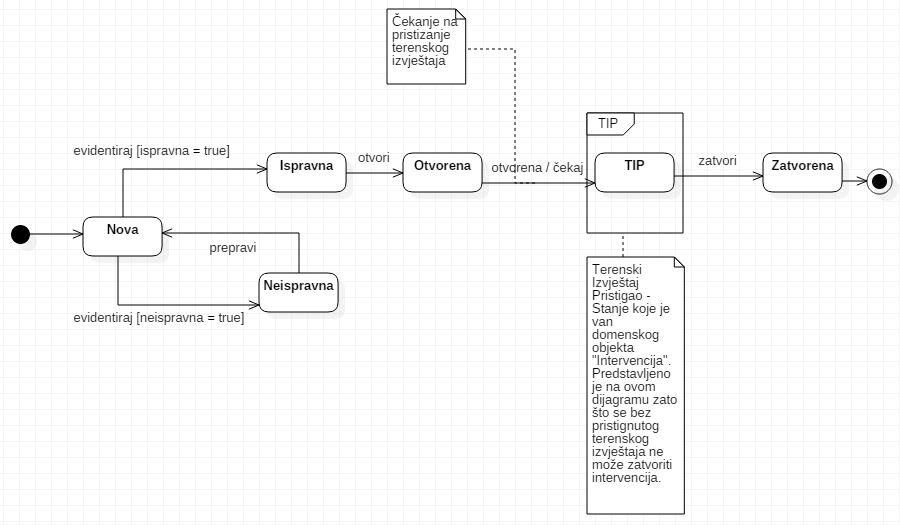 Čekanje na
pristizanje
terenskog
izvještaja
TIP
evidentiraj [ispravna = true]
Ispravna
otvori
Otvorena
otvorena / čekaj
TIP
zatvori
Zatvorena
Nova
prepravi
Neispravna
evidentiraj [neispravna = true]
Terenski
Izvještaj
Pristigao -
Stanje koje je
van
domenskog
objekta
"Intervencija".
Predstavljeno
je na ovom
dijagramu zato
što se bez
pristignutog
terenskog
izvještaja ne
može zatvoriti
intervencija.